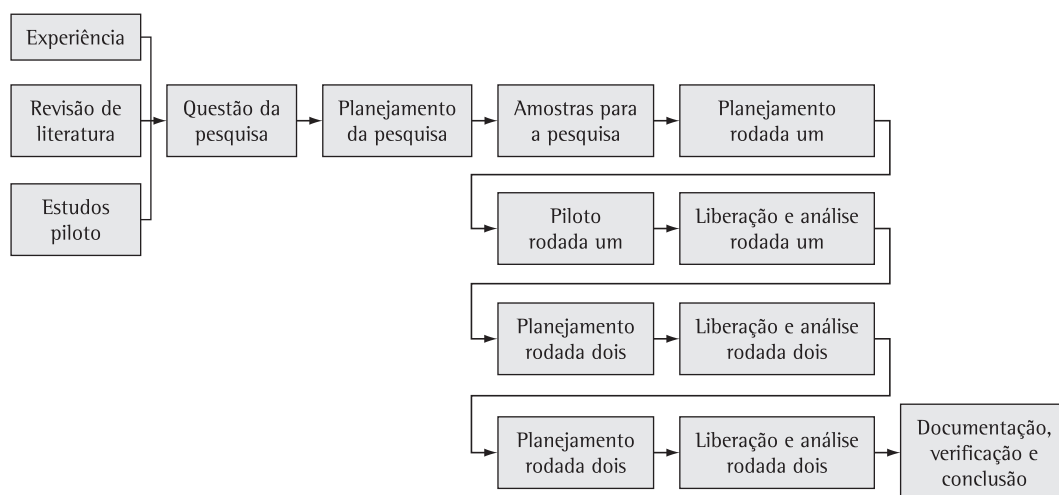 Experiência
Revisão de
literatura
Estudos
piloto
Questão da
pesquisa
Planejamento
da pesquisa
Amostras para
a pesquisa
Planejamento
rodada um
Piloto
rodada um
Liberação e análise
rodada um
Planejamento
rodada dois
Liberação e análise
rodada dois
Planejamento
rodada dois
Liberação e análise
rodada dois
Documentação,
verificação e
conclusão